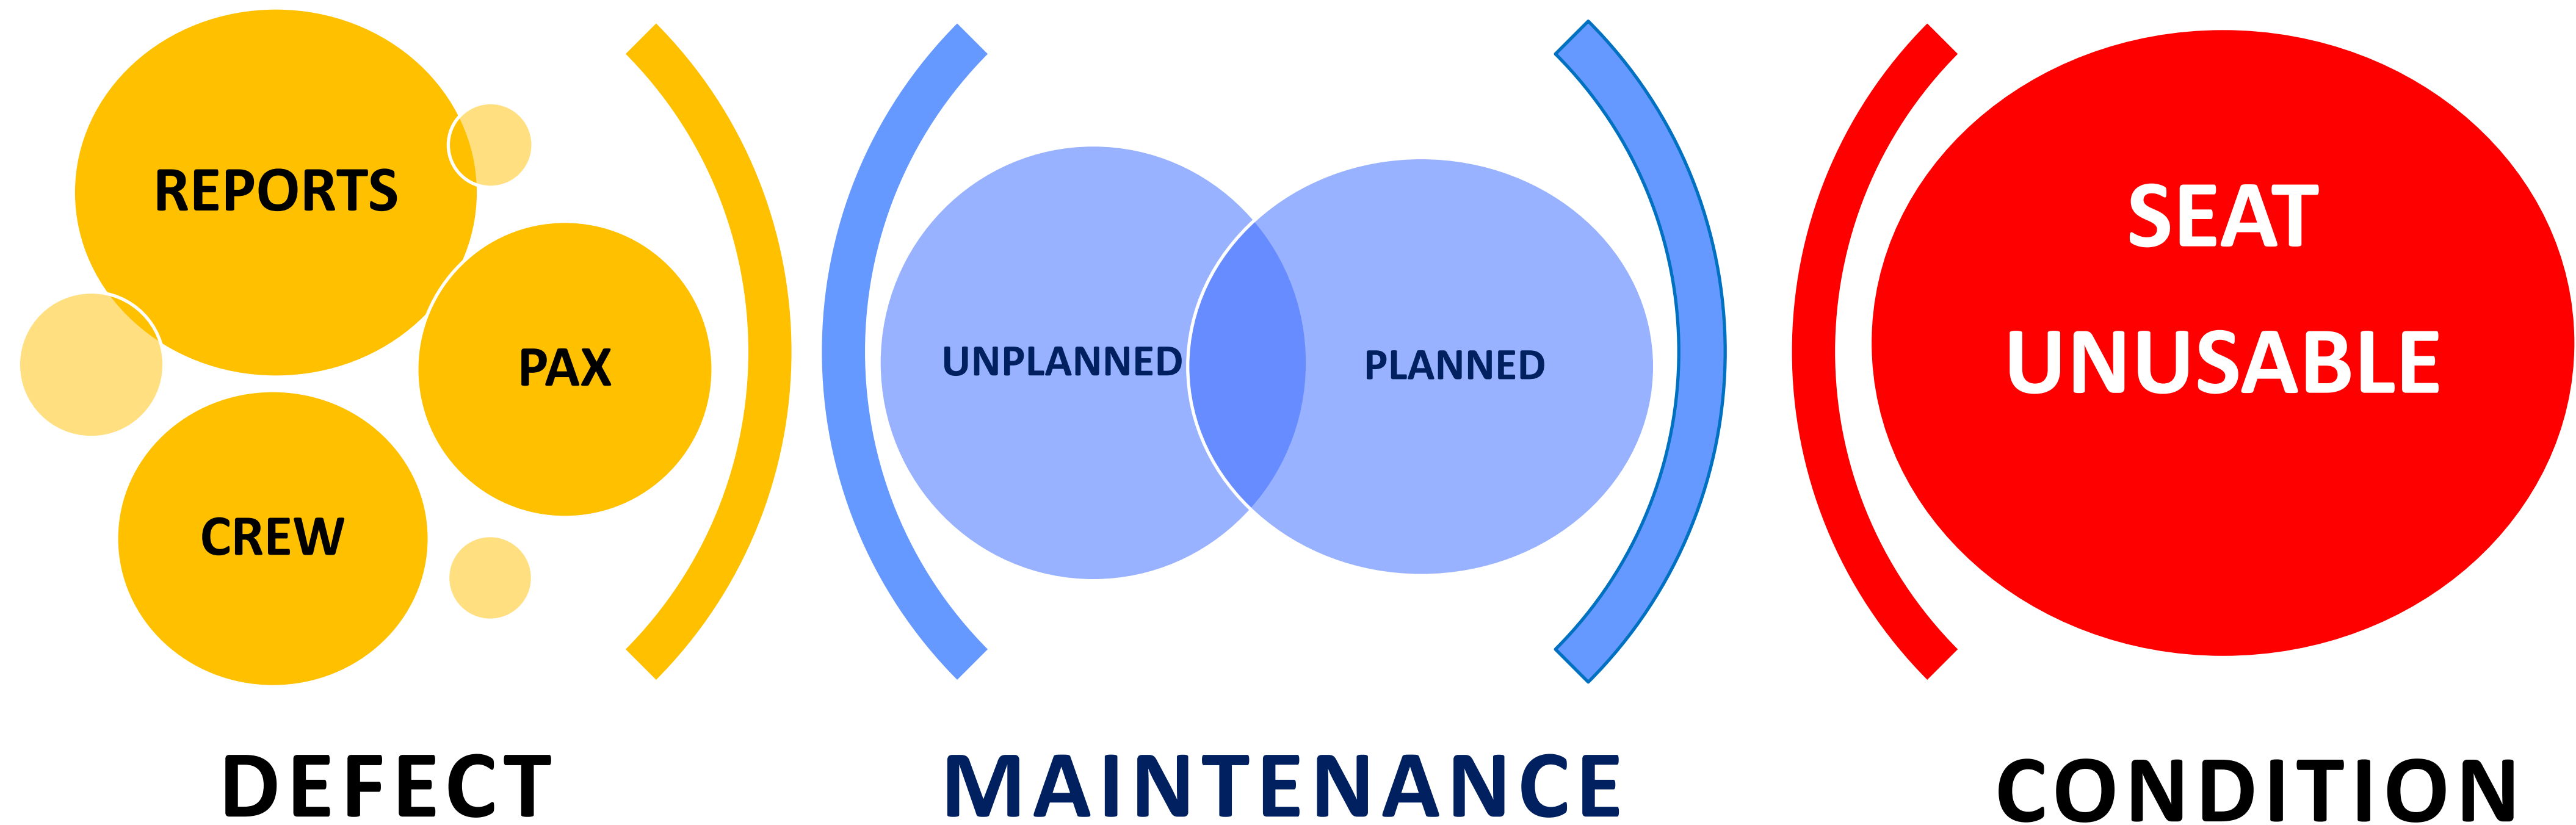 REPORTS
PAX
CREW
DEFECT
UNPLANNED
PLANNED
MAINTENANCE
SEAT
UNUSABLE
CONDITION